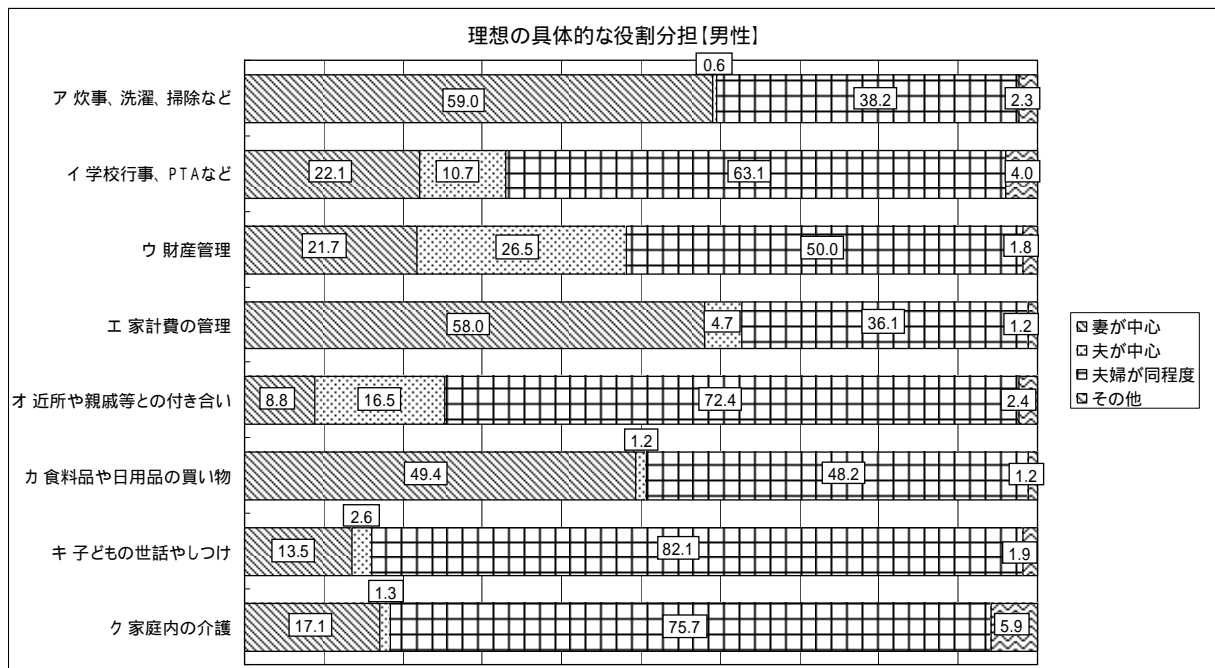 理想の具体的な役割分担【男性】
0.6
ア 炊事、洗濯、掃除など 59.0 38.2 2.3
イ 学校行事、PTAなど 22.1 10.7 63.1 4.0
ウ 財産管理 21.7 26.5 50.0 1.8
エ 家計費の管理 58.0 4.7 36.1 1.2
オ 近所や親戚等との付き合い 8.8 16.5 72.4 2.4
1.2
カ 食料品や日用品の買い物 49.4 48.2 1.2
2.6
キ 子どもの世話やしつけ 13.5 82.1 1.9
1.3
ク 家庭内の介護 17.1 75.7 5.9
妻が中心
夫が中心
夫婦が同程度
その他